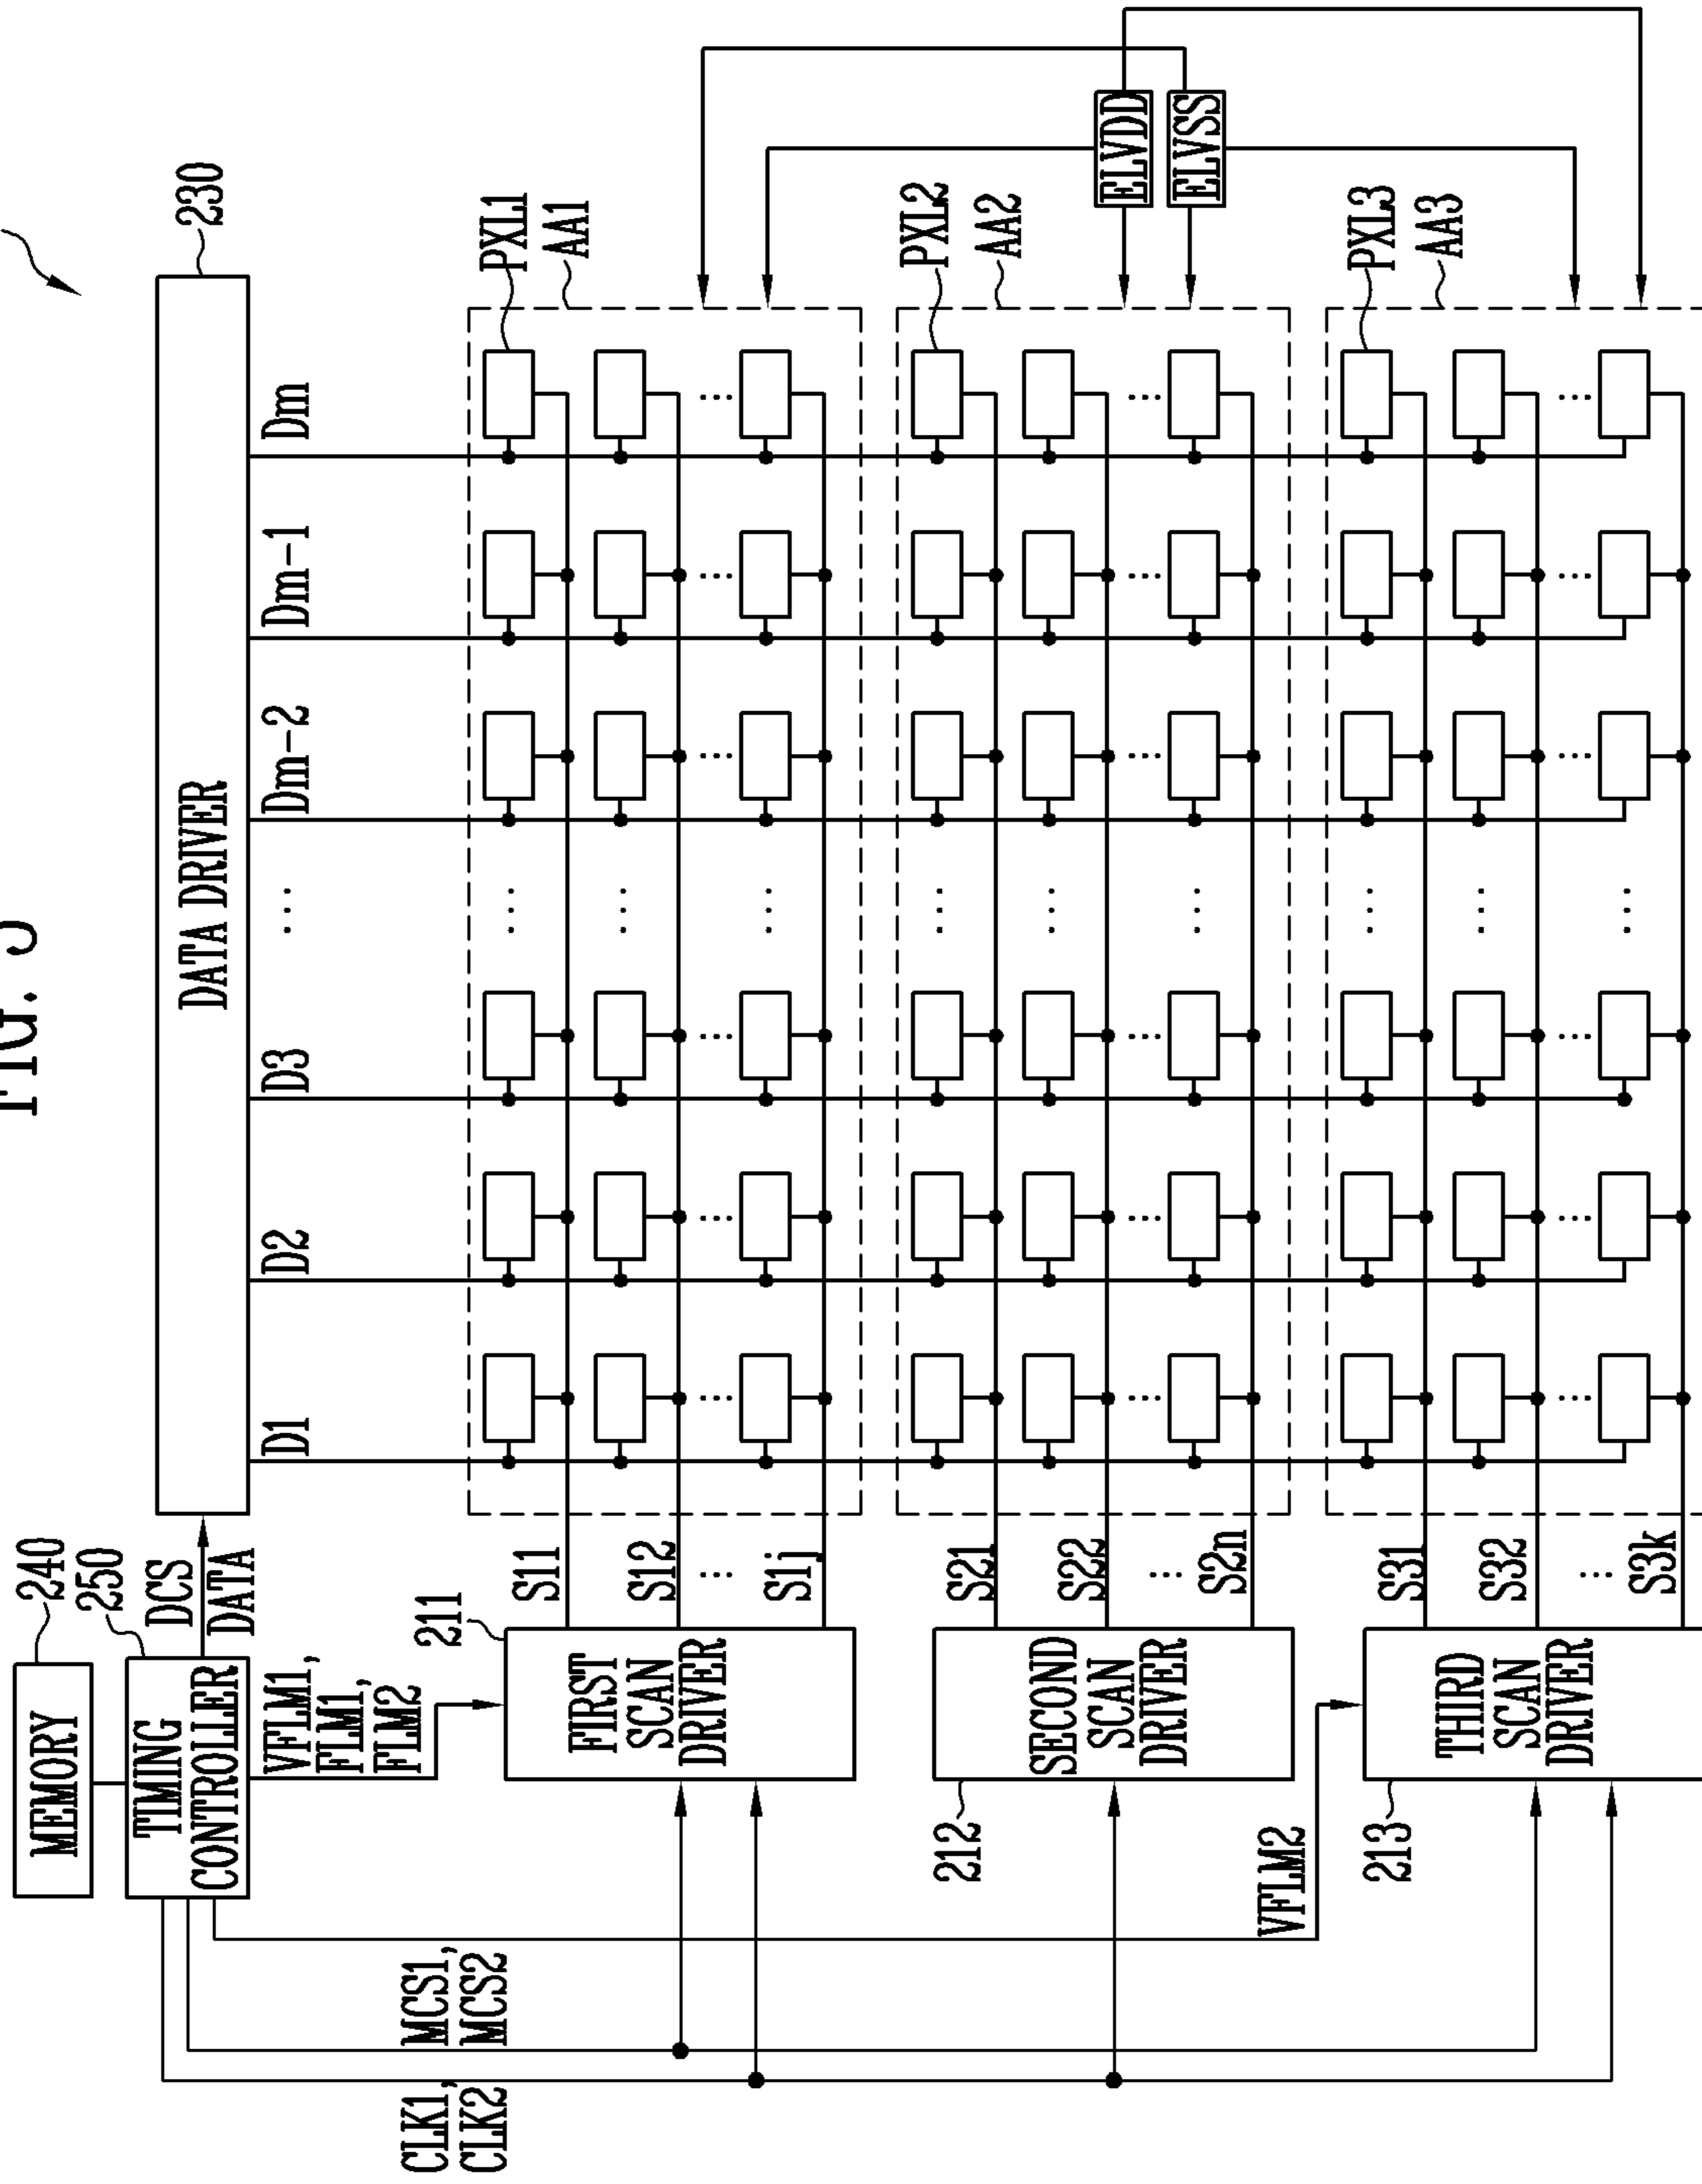 FIG. 5
230
DATA DRIVER
240
MEMORY
250
TIMING
CONTROLLER
DCS
DATA
D1
D2
D3
...
Dm-2
Dm-1
Dm
VFLM1,
FLM1,
FLM2
MCS1,
MCS2
CLK1,
CLK2
211
FIRST
SCAN
DRIVER
S11
S12
...
S1j
PXL1
AA1
212
SECOND
SCAN
DRIVER
S21
S22
...
S2n
PXL2
AA2
ELVDD
ELVSS
VFLM2
213
THIRD
SCAN
DRIVER
S31
S32
...
S3k
PXL3
AA3